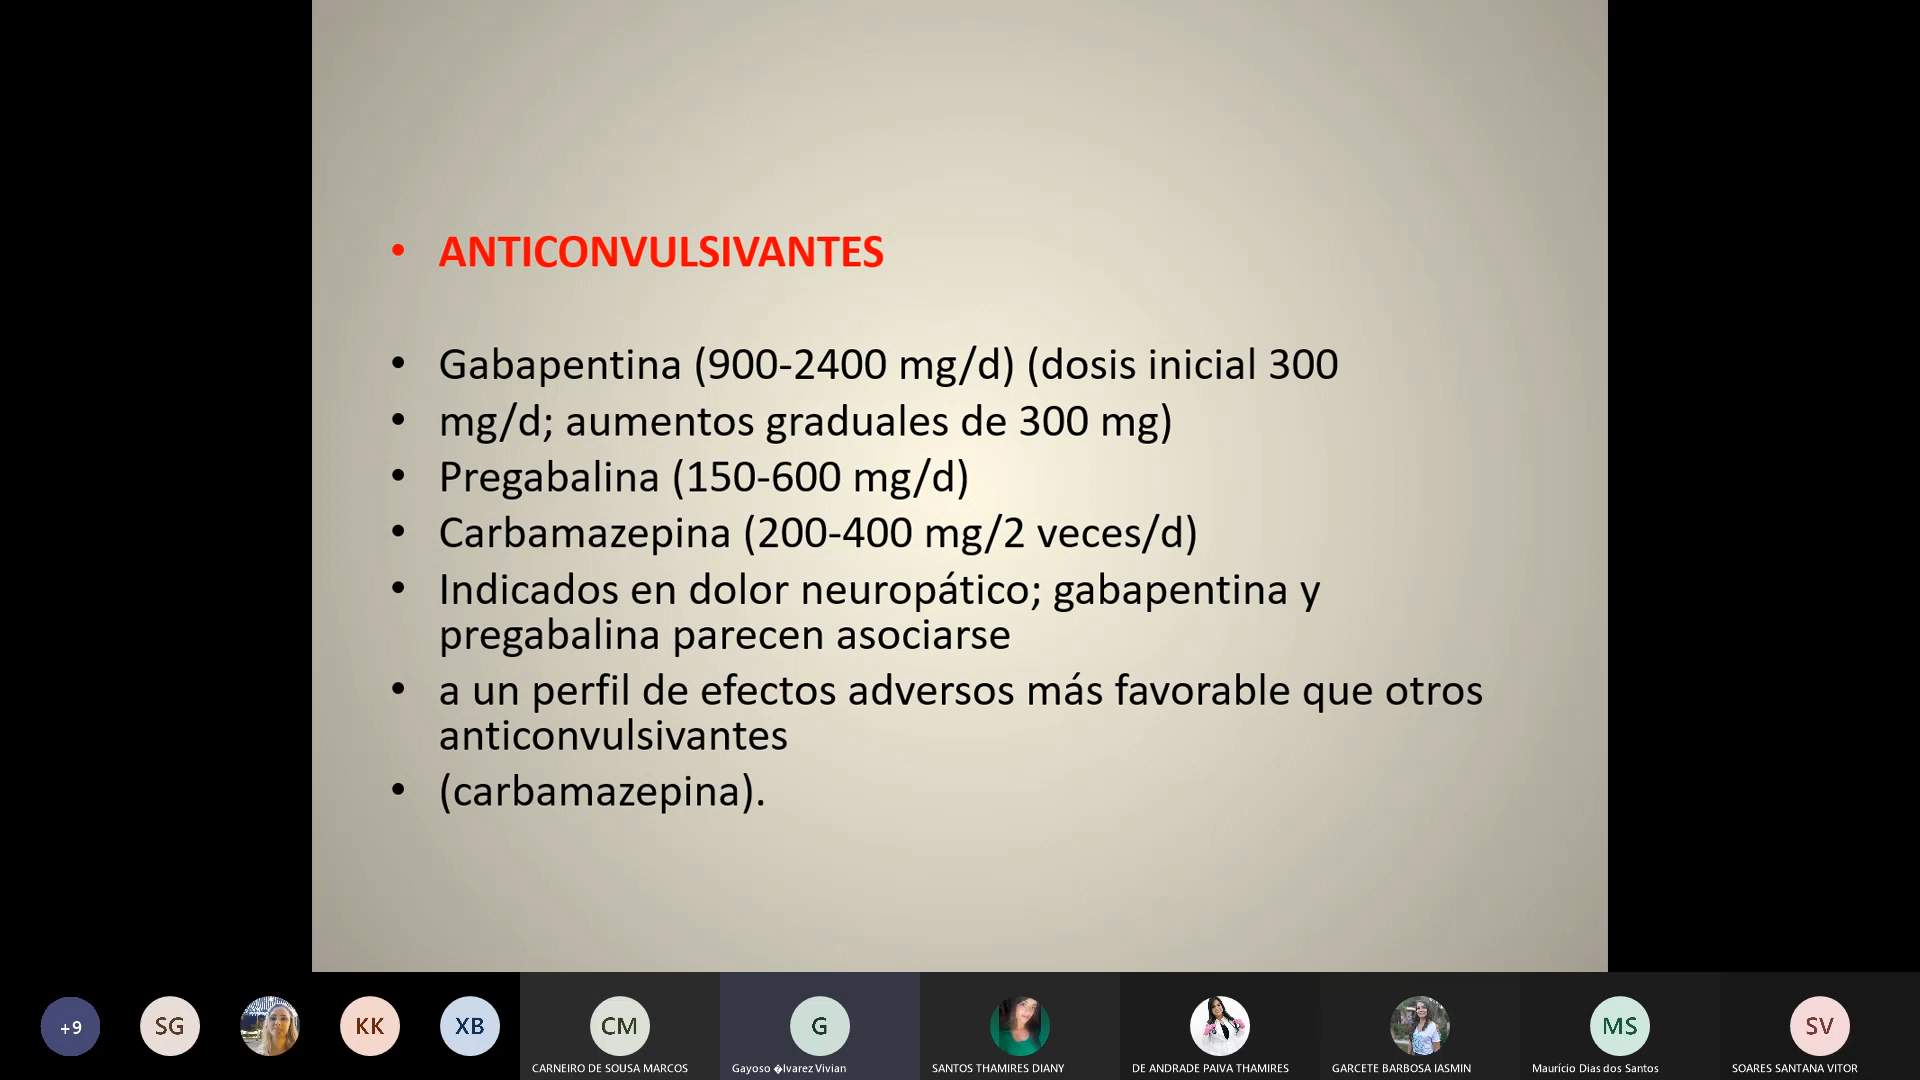 • ANTICONVULSIVANTES
• Gabapentina (900-2400 mg/d) (dosis inicial 300
• mg/d; aumentos graduales de 300 mg)
• Pregabalina (150-600 mg/d)
• Carbamazepina (200-400 mg/2 veces/d)
• Indicados en dolor neuropático; gabapentina y
pregabalina parecen asociarse
• a un perfil de efectos adversos más favorable que otros
anticonvulsivantes
• (carbamazepina).
+9
SG
KK
XB
CM
G
MS
SV
CARNEIRO DE SOUSA MARCOS
Gayoso �lvarez Vivian
SANTOS THAMIRES DIANY
DE ANDRADE PAIVA THAMIRES
GARCETE BARBOSA IASMIN
Maurício Dias dos Santos
SOARES SANTANA VITOR